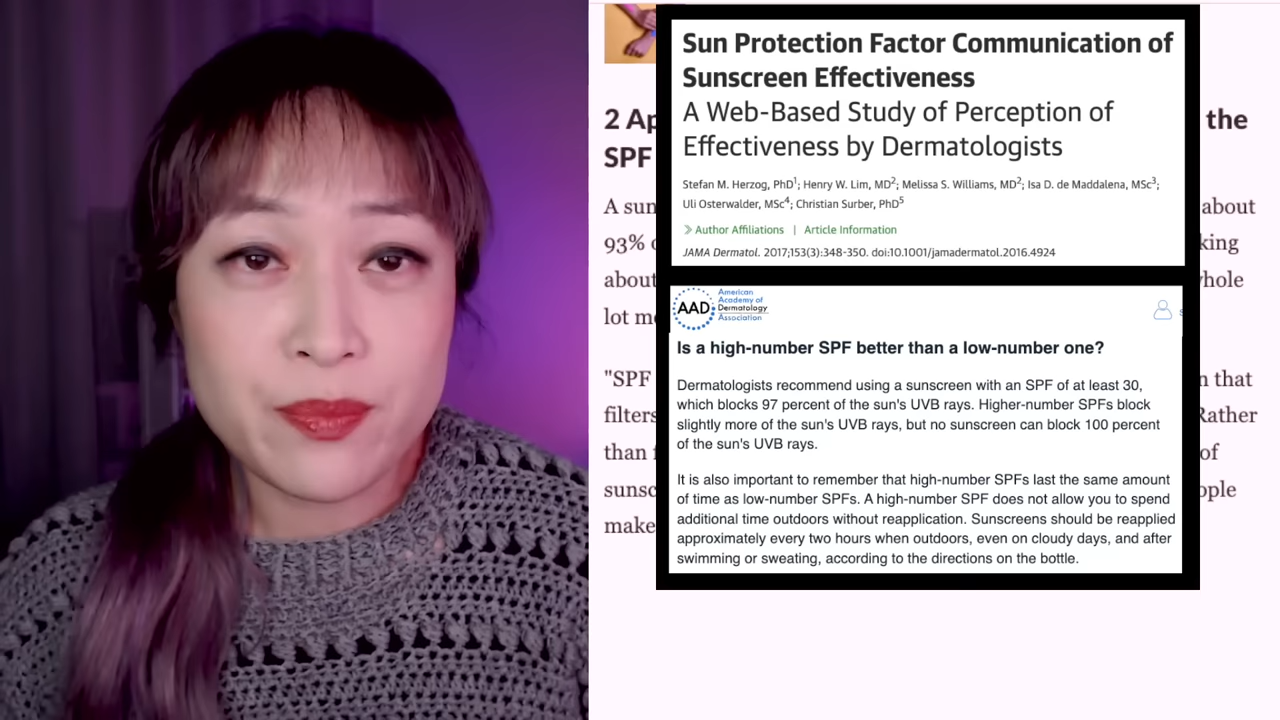 Sun Protection Factor Communication of
Sunscreen Effectiveness
A Web-Based Study of Perception of
Effectiveness by Dermatologists
Stefan M. Herzog, PhD1; Henry W. Lim, MD2; Melissa S. Williams, MD2; Isa D. de Maddalena, MSc3;
Uli Osterwalder, MSc4; Christian Surber, PhD5
Author Affiliations | Article Information
JAMA Dermatol. 2017;153(3):348-350. doi:10.1001/jamadermatol.2016.4924
AAD
American
Academy of
Dermatology
Association
Is a high-number SPF better than a low-number one?
Dermatologists recommend using a sunscreen with an SPF of at least 30,
which blocks 97 percent of the sun's UVB rays. Higher-number SPFs block
slightly more of the sun's UVB rays, but no sunscreen can block 100 percent
of the sun's UVB rays.
It is also important to remember that high-number SPFs last the same amount
of time as low-number SPFs. A high-number SPF does not allow you to spend
additional time outdoors without reapplication. Sunscreens should be reapplied
approximately every two hours when outdoors, even on cloudy days, and after
swimming or sweating, according to the directions on the bottle.
2 Ap the
SPF
A sun about
93% king
about whole
lot
"SPF that
filters Rather
than of
sunsc ople
make